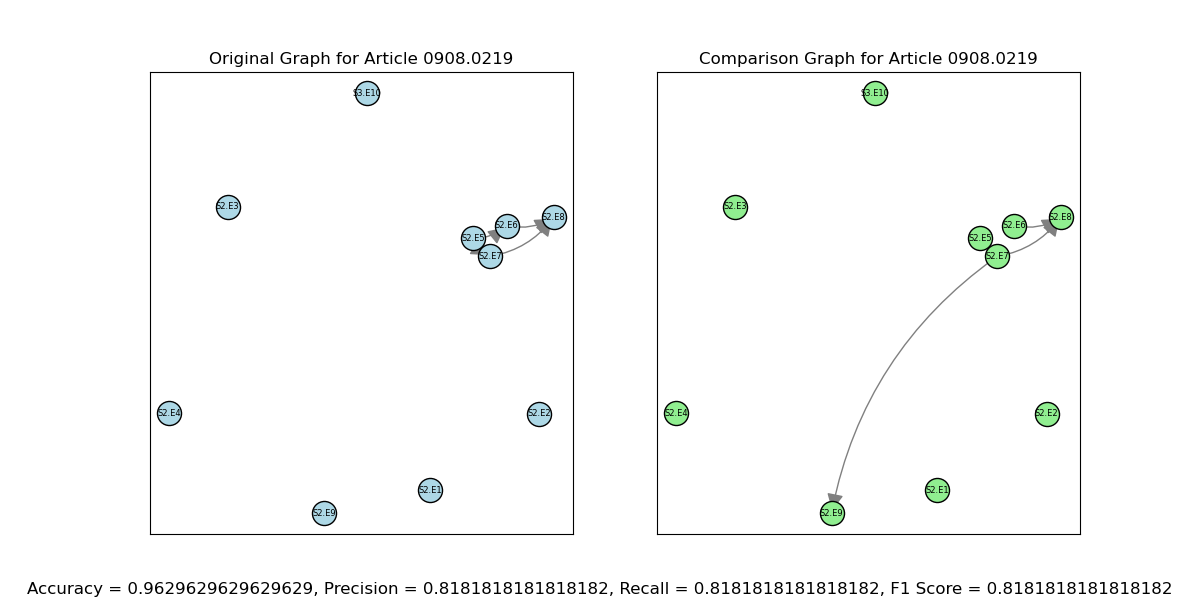 Original Graph for Article 0908.0219
Comparison Graph for Article 0908.0219
S3.E10
S3.E10
S2.E3
S2.E3
S2.E8
S2.E6
S2.E5
S2.E7
S2.E8
S2.E6
S2.E5
S2.E7
S2.E4
S2.E2
S2.E4
S2.E2
S2.E1
S2.E9
S2.E1
S2.E9
Accuracy = 0.9629629629629629, Precision = 0.8181818181818182, Recall = 0.8181818181818182, F1 Score = 0.8181818181818182